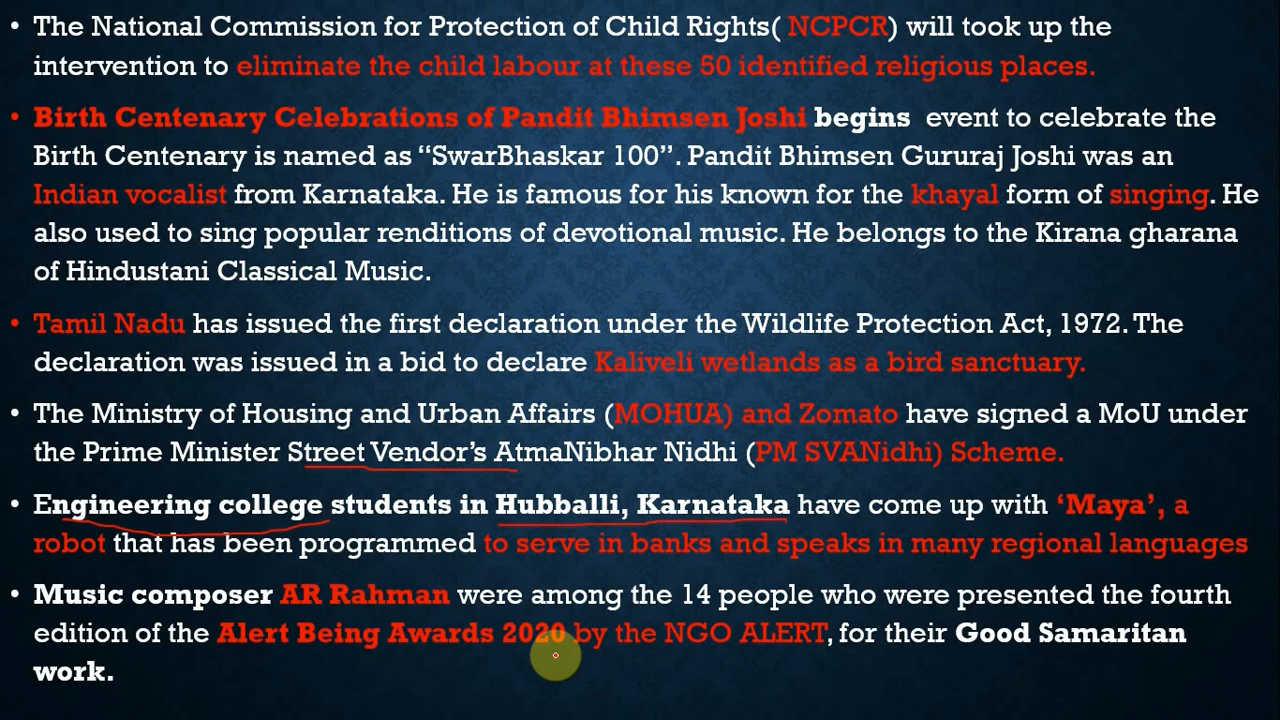 • The National Commission for Protection of Child Rights( NCPCR) will took up the
intervention to eliminate the child labour at these 50 identified religious places.
• Birth Centenary Celebrations of Pandit Bhimsen Joshi begins event to celebrate the
Birth Centenary is named as “SwarBhaskar 100”. Pandit Bhimsen Gururaj Joshi was an
Indian vocalist from Karnataka. He is famous for his known for the khayal form of singing. He
also used to sing popular renditions of devotional music. He belongs to the Kirana gharana
of Hindustani Classical Music.
• Tamil Nadu has issued the first declaration under the Wildlife Protection Act, 1972. The
declaration was issued in a bid to declare Kaliveli wetlands as a bird sanctuary.
• The Ministry of Housing and Urban Affairs (MOHUA) and Zomato have signed a MoU under
the Prime Minister Street Vendor’s AtmaNibhar Nidhi (PM SVANidhi) Scheme.
• Engineering college students in Hubballi, Karnataka have come up with ‘Maya’, a
robot that has been programmed to serve in banks and speaks in many regional languages
• Music composer AR Rahman were among the 14 people who were presented the fourth
edition of the Alert Being Awards 2020 by the NGO ALERT, for their Good Samaritan
work.